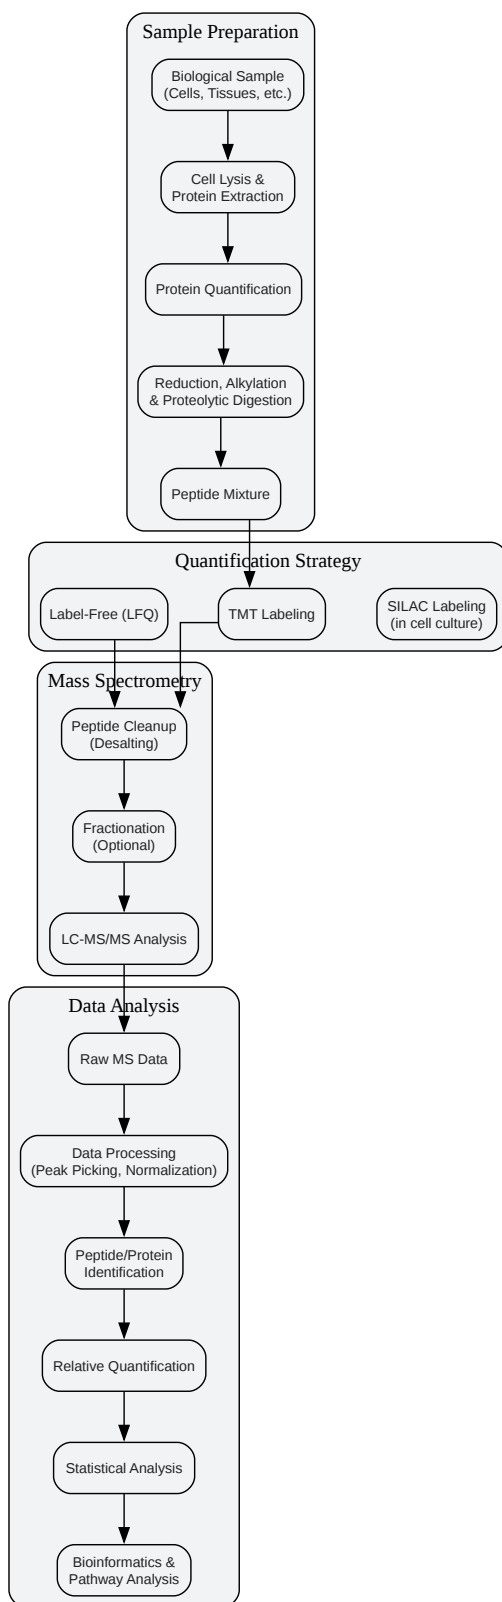 Sample Preparation
Biological Sample
(Cells, Tissues, etc.)
Cell Lysis &
Protein Extraction
Protein Quantification
Reduction, Alkylation
& Proteolytic Digestion
Peptide Mixture
Quantification Strategy
Label-Free (LFQ)
TMT Labeling
SILAC Labeling
(in cell culture)
Mass Spectrometry
Peptide Cleanup
(Desalting)
Fractionation
(Optional)
LC-MS/MS Analysis
Data Analysis
Raw MS Data
Data Processing
(Peak Picking, Normalization)
Peptide/Protein
Identification
Relative Quantification
Statistical Analysis
Bioinformatics &
Pathway Analysis